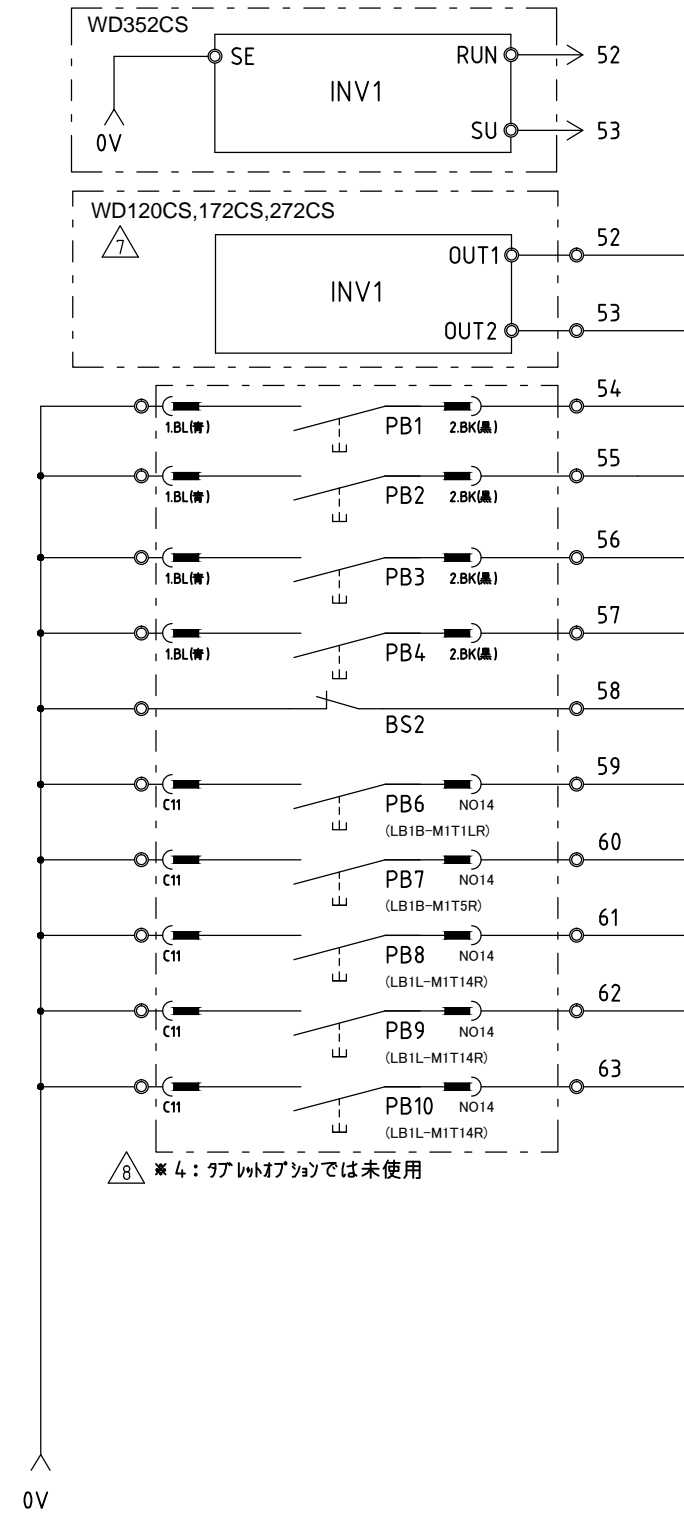 WD352CS
SE
RUN
52
INV1
0V
SU
53
WD120CS,172CS,272CS
7
OUT1
52
INV1
OUT2
53
54
1.BL(青)
PB1
2.BK(黒)
55
1.BL(青)
PB2
2.BK(黒)
56
1.BL(青)
PB3
2.BK(黒)
57
1.BL(青)
PB4
2.BK(黒)
58
BS2
59
C11
PB6
NO14
(LB1B-M1T1LR)
60
C11
PB7
NO14
(LB1B-M1T5R)
61
C11
PB8
NO14
(LB1L-M1T14R)
62
C11
PB9
NO14
(LB1L-M1T14R)
63
C11
PB10
NO14
(LB1L-M1T14R)
8
※4：タブレットオプションでは未使用
0V